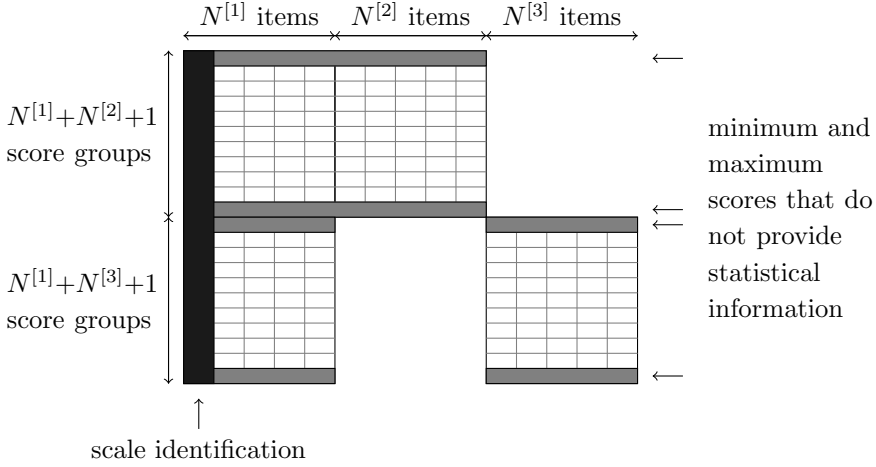 N^{[1]} items N^{[2]} items N^{[3]} items
N^{[1]}+N^{[2]}+1
score groups
N^{[1]}+N^{[3]}+1
score groups
minimum and
maximum
scores that do
not provide
statistical
information
scale identification